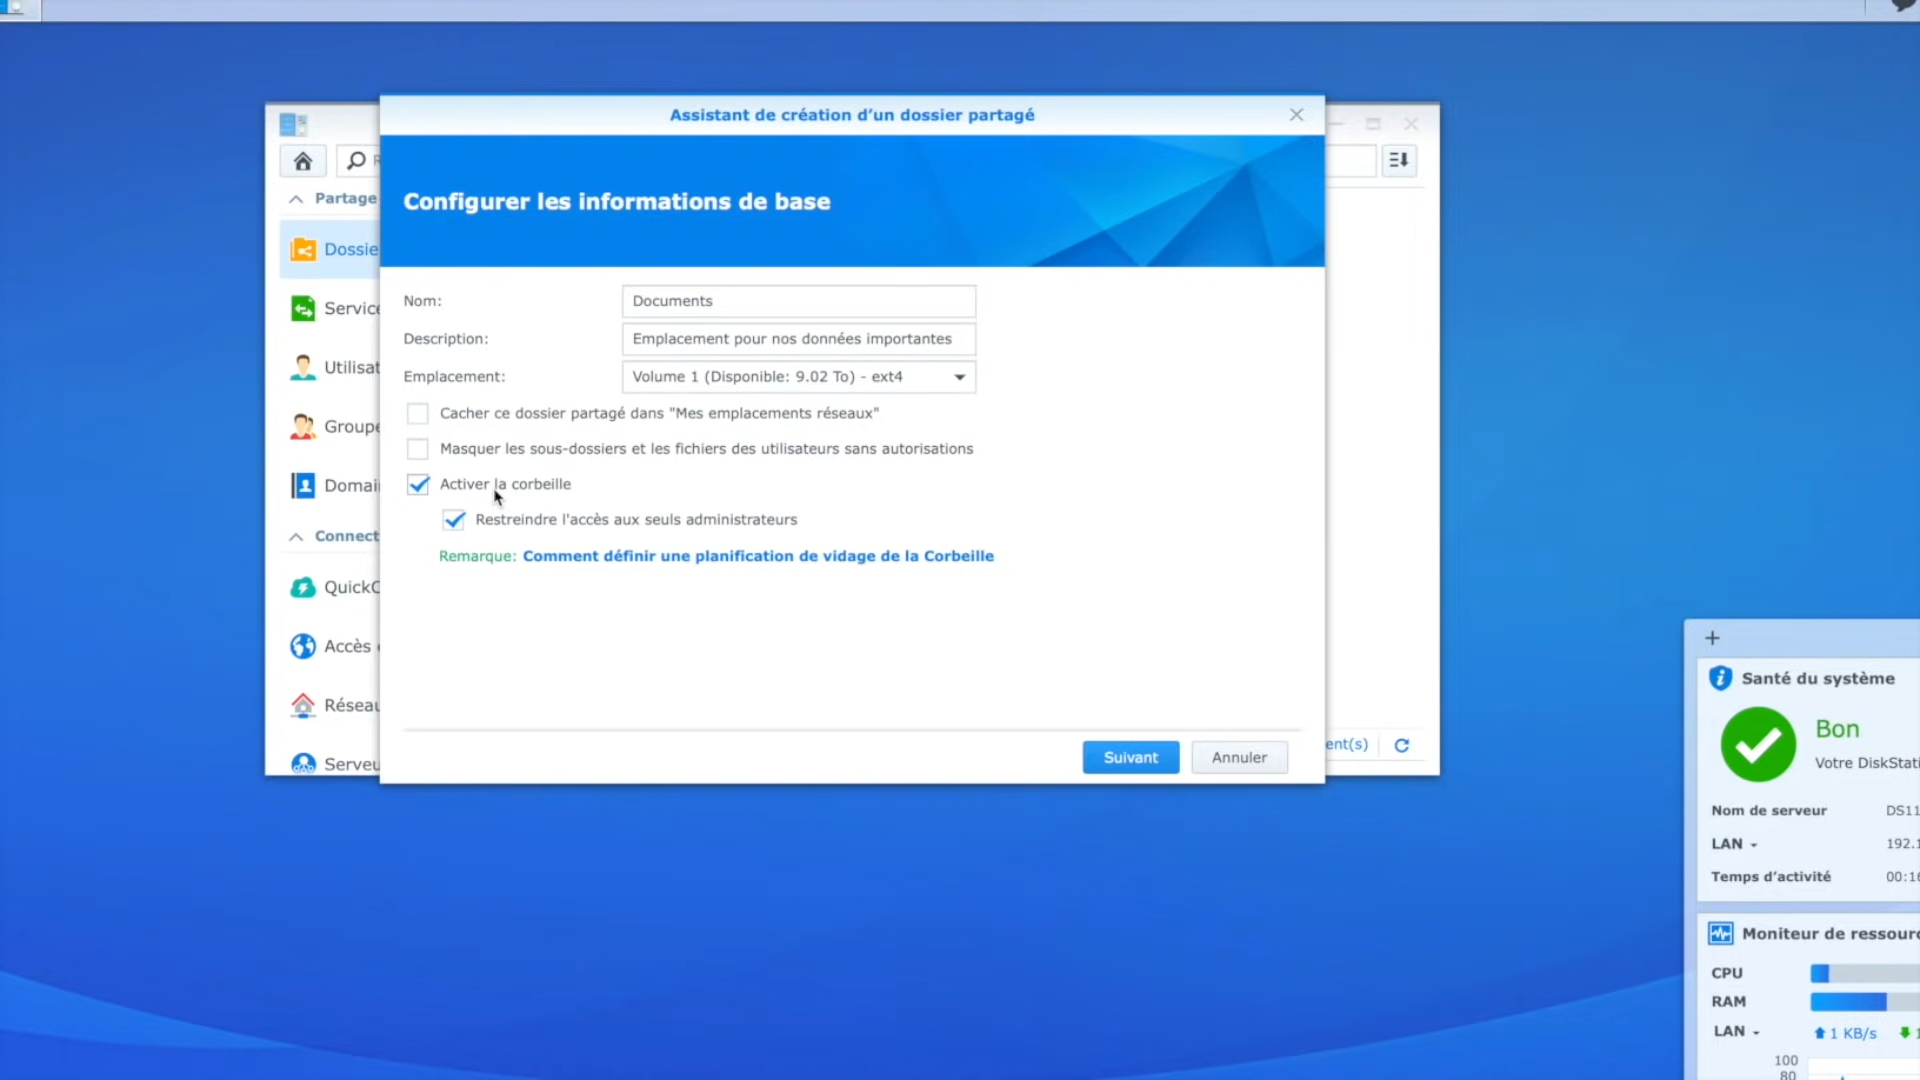 Assistant de création d'un dossier partagé
Configurer les informations de base
Partage
Dossie
Service
Utilisat
Groupe
Domai
Connect
QuickC
Accès
Réseau
Serveu
Nom:
Documents
Description:
Emplacement pour nos données importantes
Emplacement:
Volume 1 (Disponible: 9.02 To) - ext4
Cacher ce dossier partagé dans "Mes emplacements réseaux"
Masquer les sous-dossiers et les fichiers des utilisateurs sans autorisations
Activer la corbeille
Restreindre l'accès aux seuls administrateurs
Remarque: Comment définir une planification de vidage de la Corbeille
Suivant
Annuler
ent(s)
Santé du système
Bon
Votre DiskStati
Nom de serveur DS11
LAN 192.1
Temps d'activité 00:16
Moniteur de ressourc
CPU
RAM
LAN 1 KB/s 1
100
80